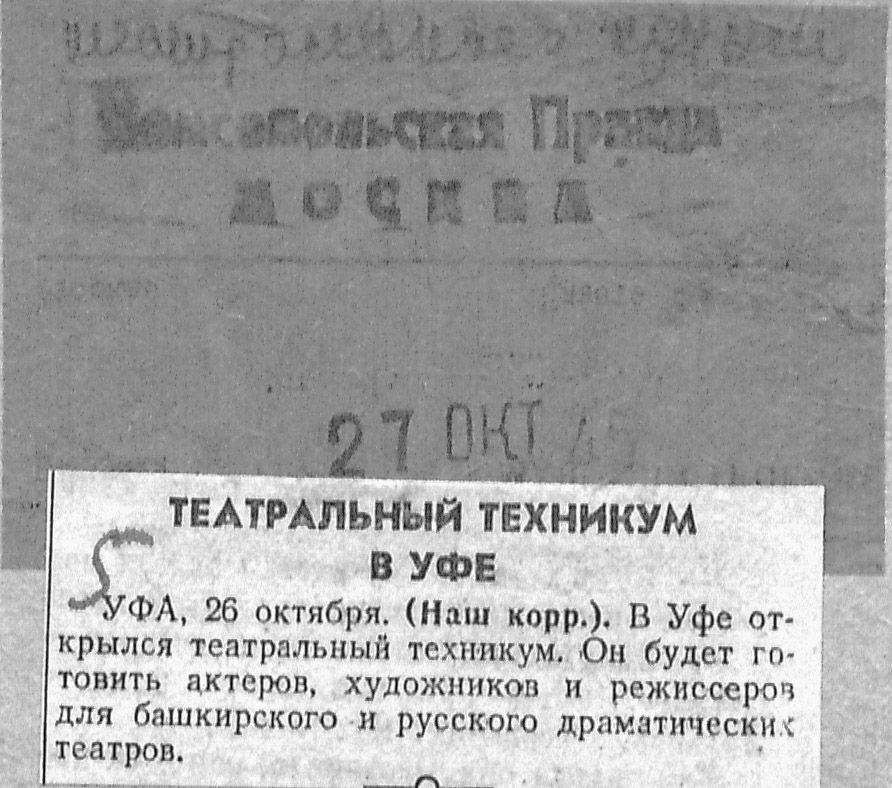 Комсомольская Правда
МОСКВА
27 ОКТ
ТЕАТРАЛЬНЫЙ ТЕХНИКУМ
В УФЕ
УФА, 26 октября. (Наш корр.). В Уфе от-
крылся театральный техникум. Он будет го-
товить актеров, художников и режиссеров
для башкирского и русского драматических
театров.